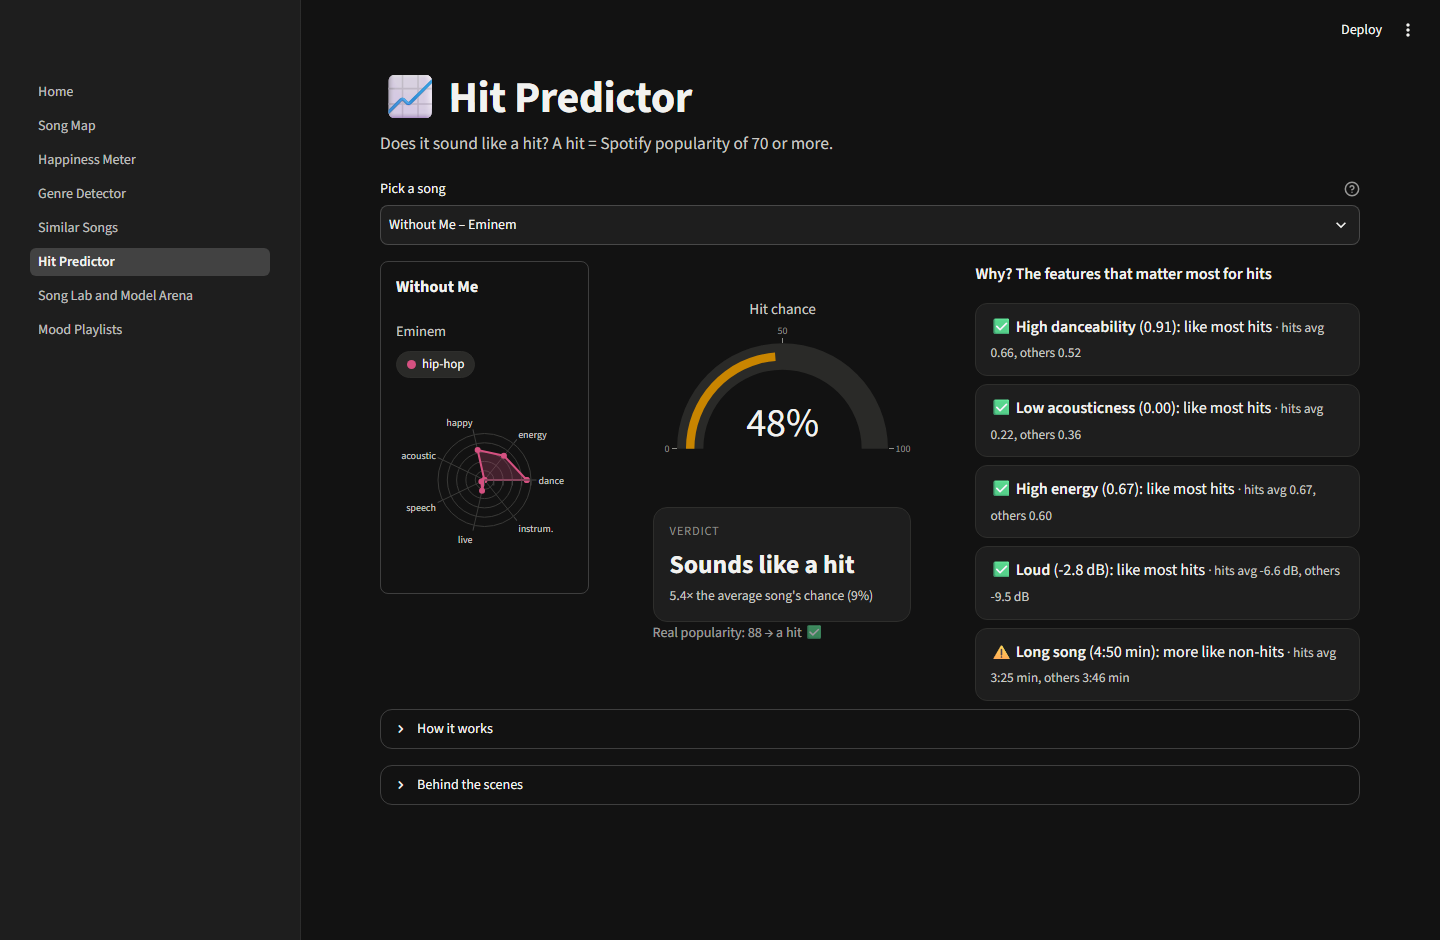 Deploy
Home
Song Map
Happiness Meter
Genre Detector
Similar Songs
Hit Predictor
Song Lab and Model Arena
Mood Playlists
Hit Predictor
Does it sound like a hit? A hit = Spotify popularity of 70 or more.
Pick a song
Without Me – Eminem
Without Me
Eminem
hip-hop
happy
energy
acoustic
dance
speech
instrum.
live
Hit chance
50
48%
0
100
VERDICT
Sounds like a hit
5.4× the average song's chance (9%)
Real popularity: 88 → a hit ✅
Why? The features that matter most for hits
✅ High danceability (0.91): like most hits · hits avg
0.66, others 0.52
✅ Low acousticness (0.00): like most hits · hits avg
0.22, others 0.36
✅ High energy (0.67): like most hits · hits avg 0.67,
others 0.60
✅ Loud (-2.8 dB): like most hits · hits avg -6.6 dB, others
-9.5 dB
⚠️ Long song (4:50 min): more like non-hits · hits avg
3:25 min, others 3:46 min
How it works
Behind the scenes